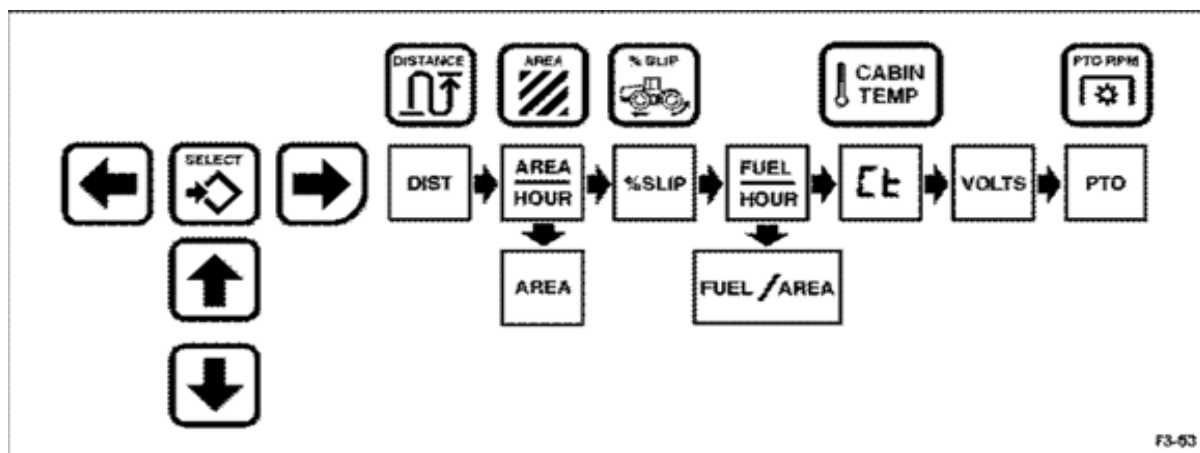 DISTANCE
AREA
% SLIP
CABIN
TEMP
PTO RPM
SELECT
DIST
AREA
HOUR
%SLIP
FUEL
HOUR
Ct
VOLTS
PTO
AREA
FUEL / AREA
F3-53